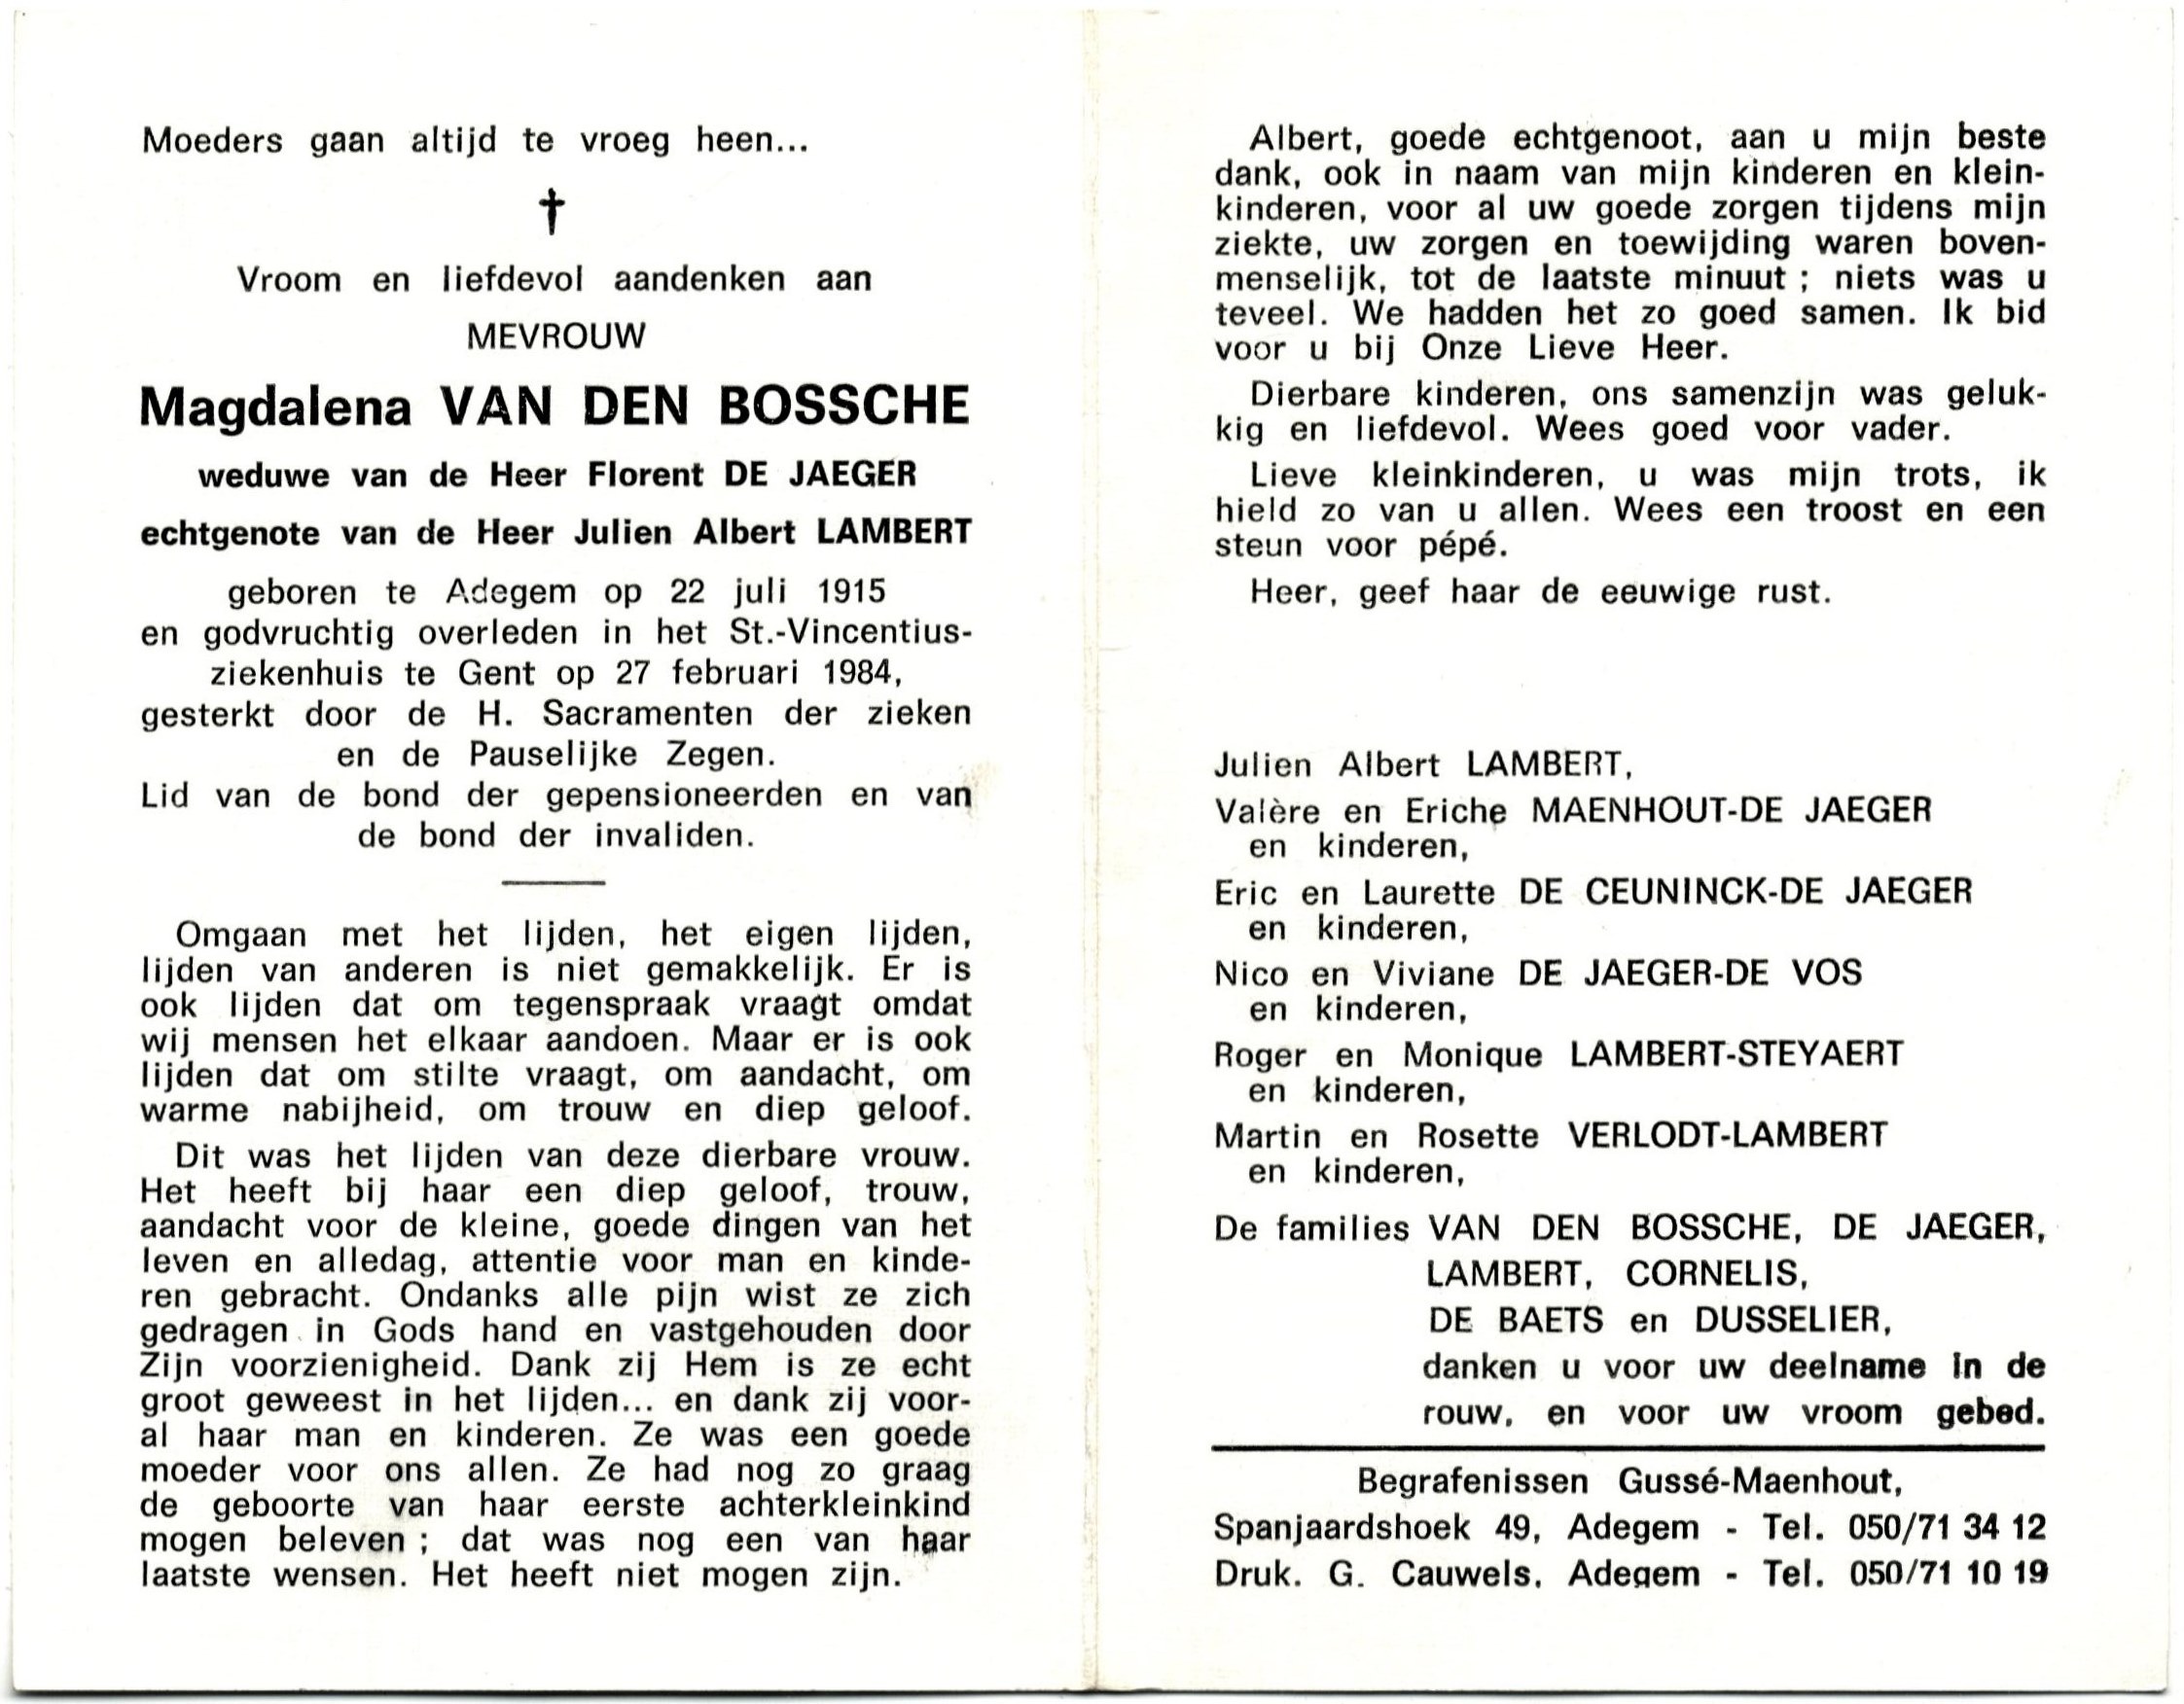 Moeders gaan altijd te vroeg heen...
Vroom en liefdevol aandenken aan
MEVROUW
Magdalena VAN DEN BOSSCHE
weduwe van de Heer Florent DE JAEGER
echtgenote van de Heer Julien Albert LAMBERT
geboren te Adegem op 22 juli 1915
en godvruchtig overleden in het St.-Vincentius-
ziekenhuis te Gent op 27 februari 1984,
gesterkt door de H. Sacramenten der zieken
en de Pauselijke Zegen.
Lid van de bond der gepensioneerden en van
de bond der invaliden.
Omgaan met het lijden, het eigen lijden,
lijden van anderen is niet gemakkelijk. Er is
ook lijden dat om tegenspraak vraagt omdat
wij mensen het elkaar aandoen. Maar er is ook
lijden dat om stilte vraagt, om aandacht, om
warme nabijheid, om trouw en diep geloof.
Dit was het lijden van deze dierbare vrouw.
Het heeft bij haar een diep geloof, trouw,
aandacht voor de kleine, goede dingen van het
leven en alledag, attentie voor man en kinde-
ren gebracht. Ondanks alle pijn wist ze zich
gedragen in Gods hand en vastgehouden door
Zijn voorzienigheid. Dank zij Hem is ze echt
groot geweest in het lijden... en dank zij voor-
al haar man en kinderen. Ze was een goede
moeder voor ons allen. Ze had nog zo graag
de geboorte van haar eerste achterkleinkind
mogen beleven ; dat was nog een van haar
laatste wensen. Het heeft niet mogen zijn.
Albert, goede echtgenoot, aan u mijn beste
dank, ook in naam van mijn kinderen en klein-
kinderen, voor al uw goede zorgen tijdens mijn
ziekte, uw zorgen en toewijding waren boven-
menselijk, tot de laatste minuut ; niets was u
teveel. We hadden het zo goed samen. Ik bid
voor u bij Onze Lieve Heer.
Dierbare kinderen, ons samenzijn was geluk-
kig en liefdevol. Wees goed voor vader.
Lieve kleinkinderen, u was mijn trots, ik
hield zo van u allen. Wees een troost en een
steun voor pépé.
Heer, geef haar de eeuwige rust.
Julien Albert LAMBERT,
Valère en Eriche MAENHOUT-DE JAEGER
en kinderen,
Eric en Laurette DE CEUNINCK-DE JAEGER
en kinderen,
Nico en Viviane DE JAEGER-DE VOS
en kinderen,
Roger en Monique LAMBERT-STEYAERT
en kinderen,
Martin en Rosette VERLODT-LAMBERT
en kinderen,
De families VAN DEN BOSSCHE, DE JAEGER,
LAMBERT, CORNELIS,
DE BAETS en DUSSELIER,
danken u voor uw deelname in de
rouw, en voor uw vroom gebed.
Begrafenissen Gussé-Maenhout,
Spanjaardshoek 49, Adegem - Tel. 050/71 34 12
Druk. G. Cauwels, Adegem - Tel. 050/71 10 19